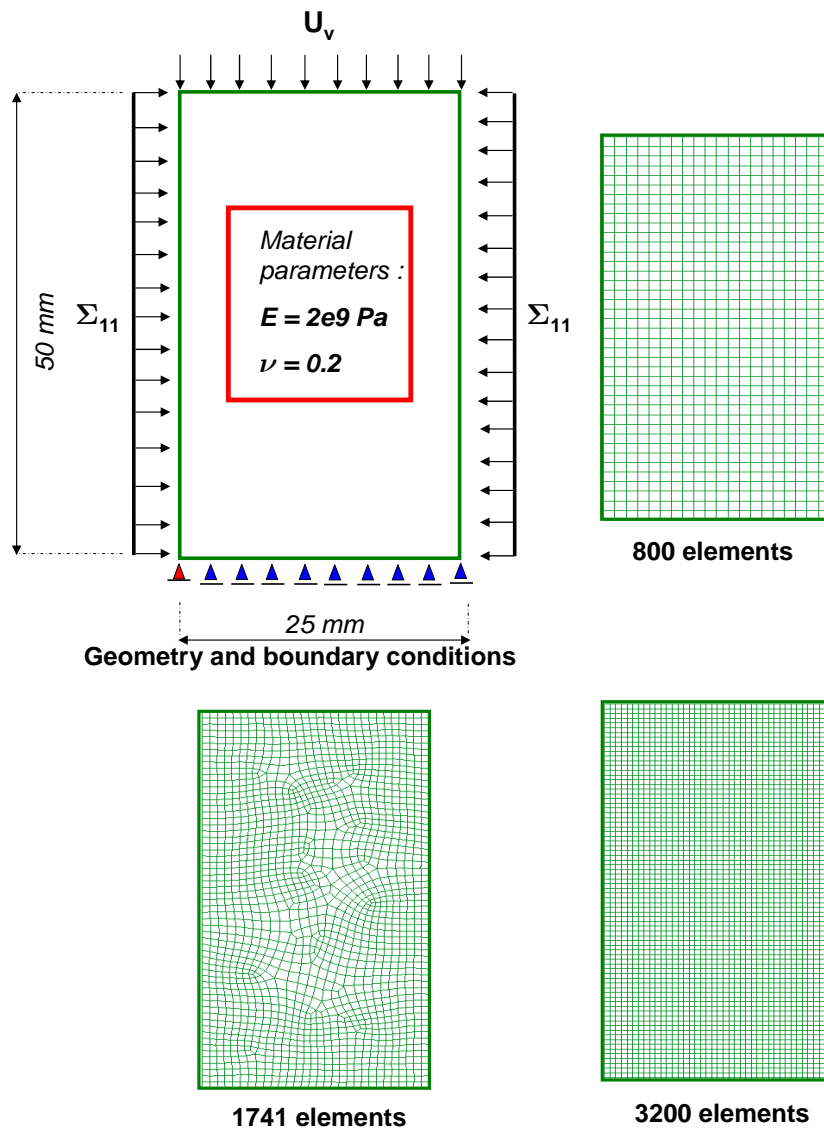 Uv
50 mm
Σ11
Material
parameters :
E = 2e9 Pa
ν = 0.2
Σ11
25 mm
Geometry and boundary conditions
800 elements
1741 elements
3200 elements